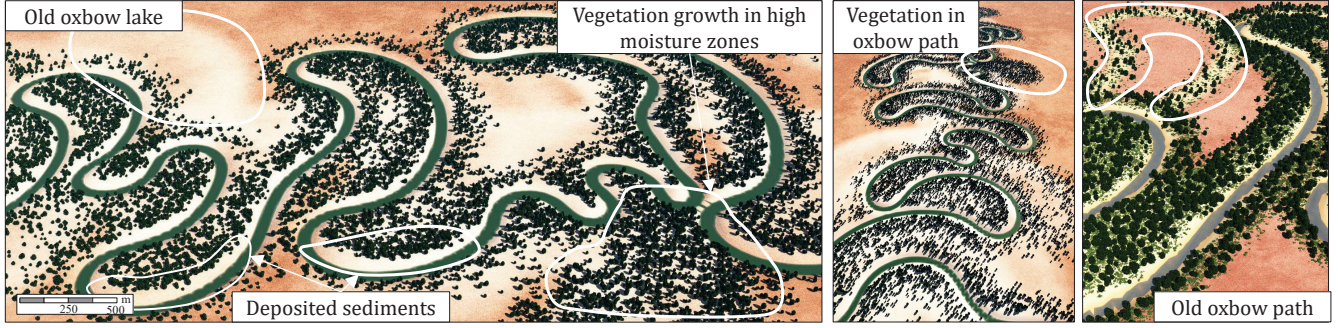 Old oxbow lake
Vegetation growth in high
moisture zones
Vegetation in
oxbow path
Deposited sediments
m
250 500
Old oxbow path